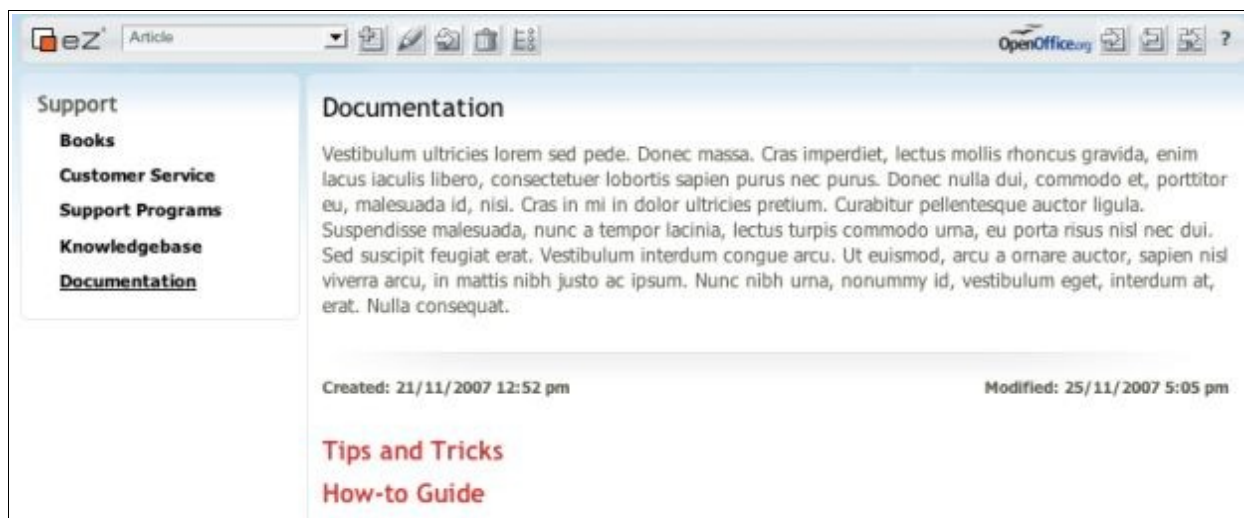 eZ
Article
OpenOffice.org
?
Support
Books
Customer Service
Support Programs
Knowledgebase
Documentation
Documentation
Vestibulum ultricies lorem sed pede. Donec massa. Cras imperdiet, lectus mollis rhoncus gravida, enim
lacus iaculis libero, consectetuer lobortis sapien purus nec purus. Donec nulla dui, commodo et, porttitor
eu, malesuada id, nisi. Cras in mi in dolor ultricies pretium. Curabitur pellentesque auctor ligula.
Suspendisse malesuada, nunc a tempor lacinia, lectus turpis commodo urna, eu porta risus nisl nec dui.
Sed suscipit feugiat erat. Vestibulum interdum congue arcu. Ut euismod, arcu a ornare auctor, sapien nisl
viverra arcu, in mattis nibh justo ac ipsum. Nunc nibh urna, nonummy id, vestibulum eget, interdum at,
erat. Nulla consequat.
Created: 21/11/2007 12:52 pm
Modified: 25/11/2007 5:05 pm
Tips and Tricks
How-to Guide